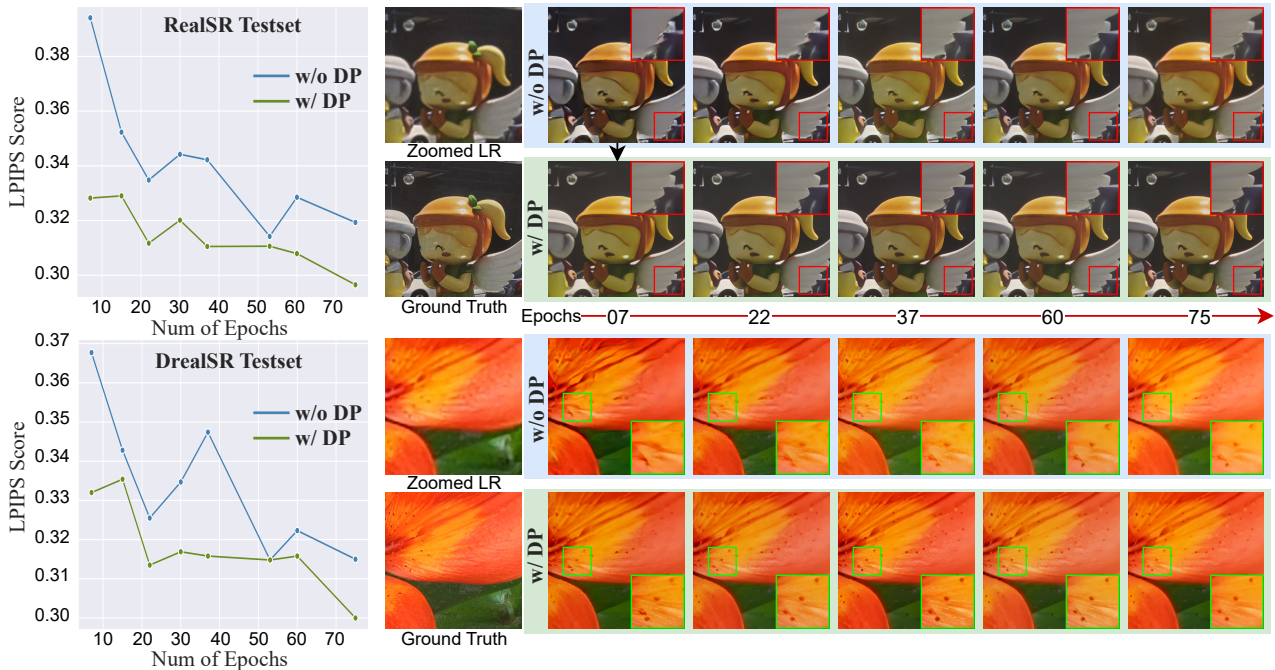 RealSR Testset
w/o DP
w/ DP
LPIPS Score
0.38
0.36
0.34
0.32
0.30
10 20 30 40 50 60 70
Num of Epochs
Zoomed LR
Ground Truth
w/o DP
w/ DP
Epochs 07 22 37 60 75
DrealSR Testset
w/o DP
w/ DP
LPIPS Score
0.37
0.36
0.35
0.34
0.33
0.32
0.31
0.30
10 20 30 40 50 60 70
Num of Epochs
Zoomed LR
Ground Truth
w/o DP
w/ DP